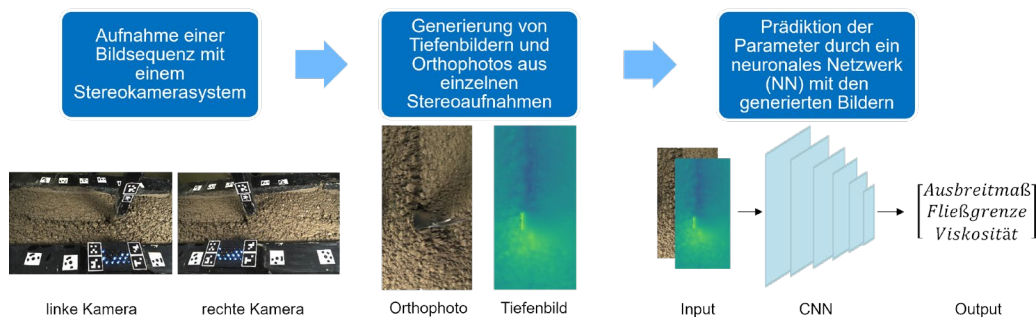 Aufnahme einer
Bildsequenz mit
einem
Stereokamerasystem
Generierung von
Tiefenbildern und
Orthophotos aus
einzelnen
Stereoaufnahmen
Prädiktion der
Parameter durch ein
neuronales Netzwerk
(NN) mit den
generierten Bildern
Ausbreitmaß
Fließgrenze
Viskosität
linke Kamera
rechte Kamera
Orthophoto
Tiefenbild
Input
CNN
Output